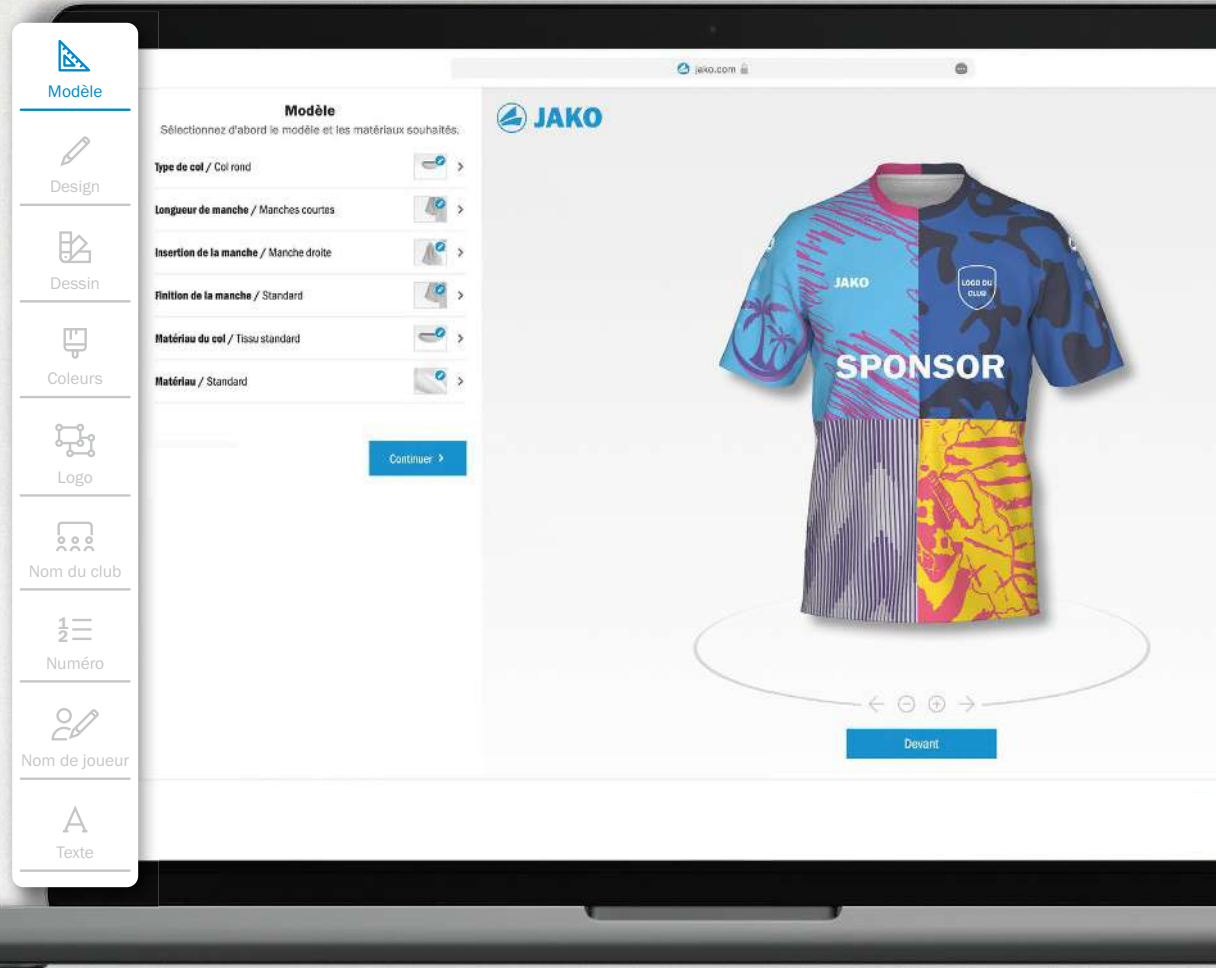 Modèle
Design
Dessin
Coleurs
Logo
Nom du club
1
2
Numéro
Nom de joueur
A
Texte
jako.com
Modèle
Sélectionnez d'abord le modèle et les matériaux souhaités.
Type de col / Col rond
Longueur de manche / Manches courtes
Insertion de la manche / Manche droite
Finition de la manche / Standard
Matériau du col / Tissu standard
Matériau / Standard
Continuer
JAKO
JAKO
LOGO DU
CLUB
SPONSOR
Devant